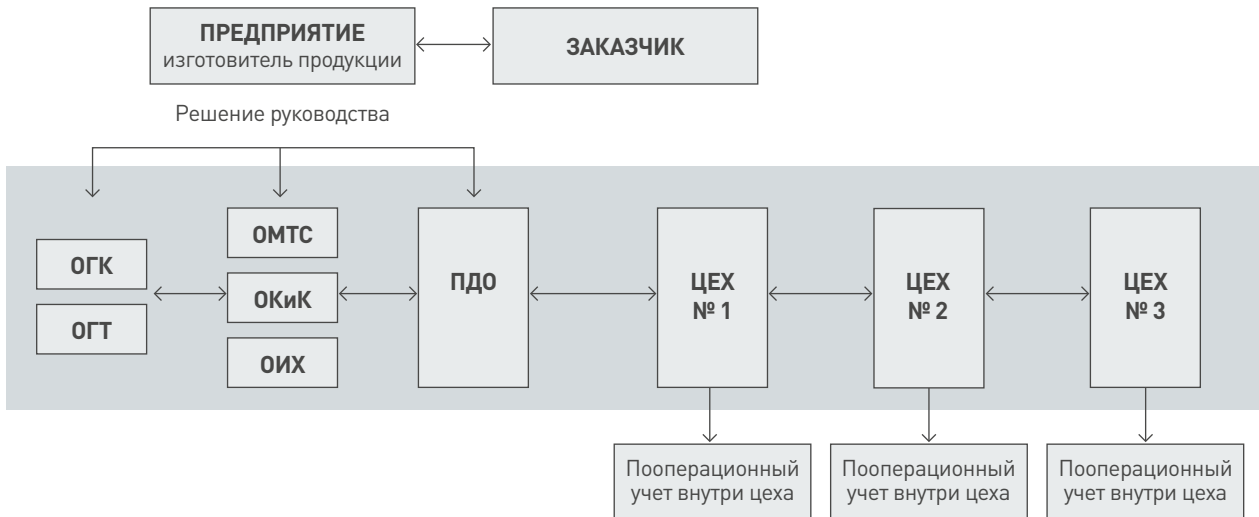 ПРЕДПРИЯТИЕ
изготовитель продукции
ЗАКАЗЧИК
Решение руководства
ОГК
ОГТ
ОМТС
ОКиК
ОИХ
ПДО
ЦЕХ
№ 1
ЦЕХ
№ 2
ЦЕХ
№ 3
Пооперационный
учет внутри цеха
Пооперационный
учет внутри цеха
Пооперационный
учет внутри цеха